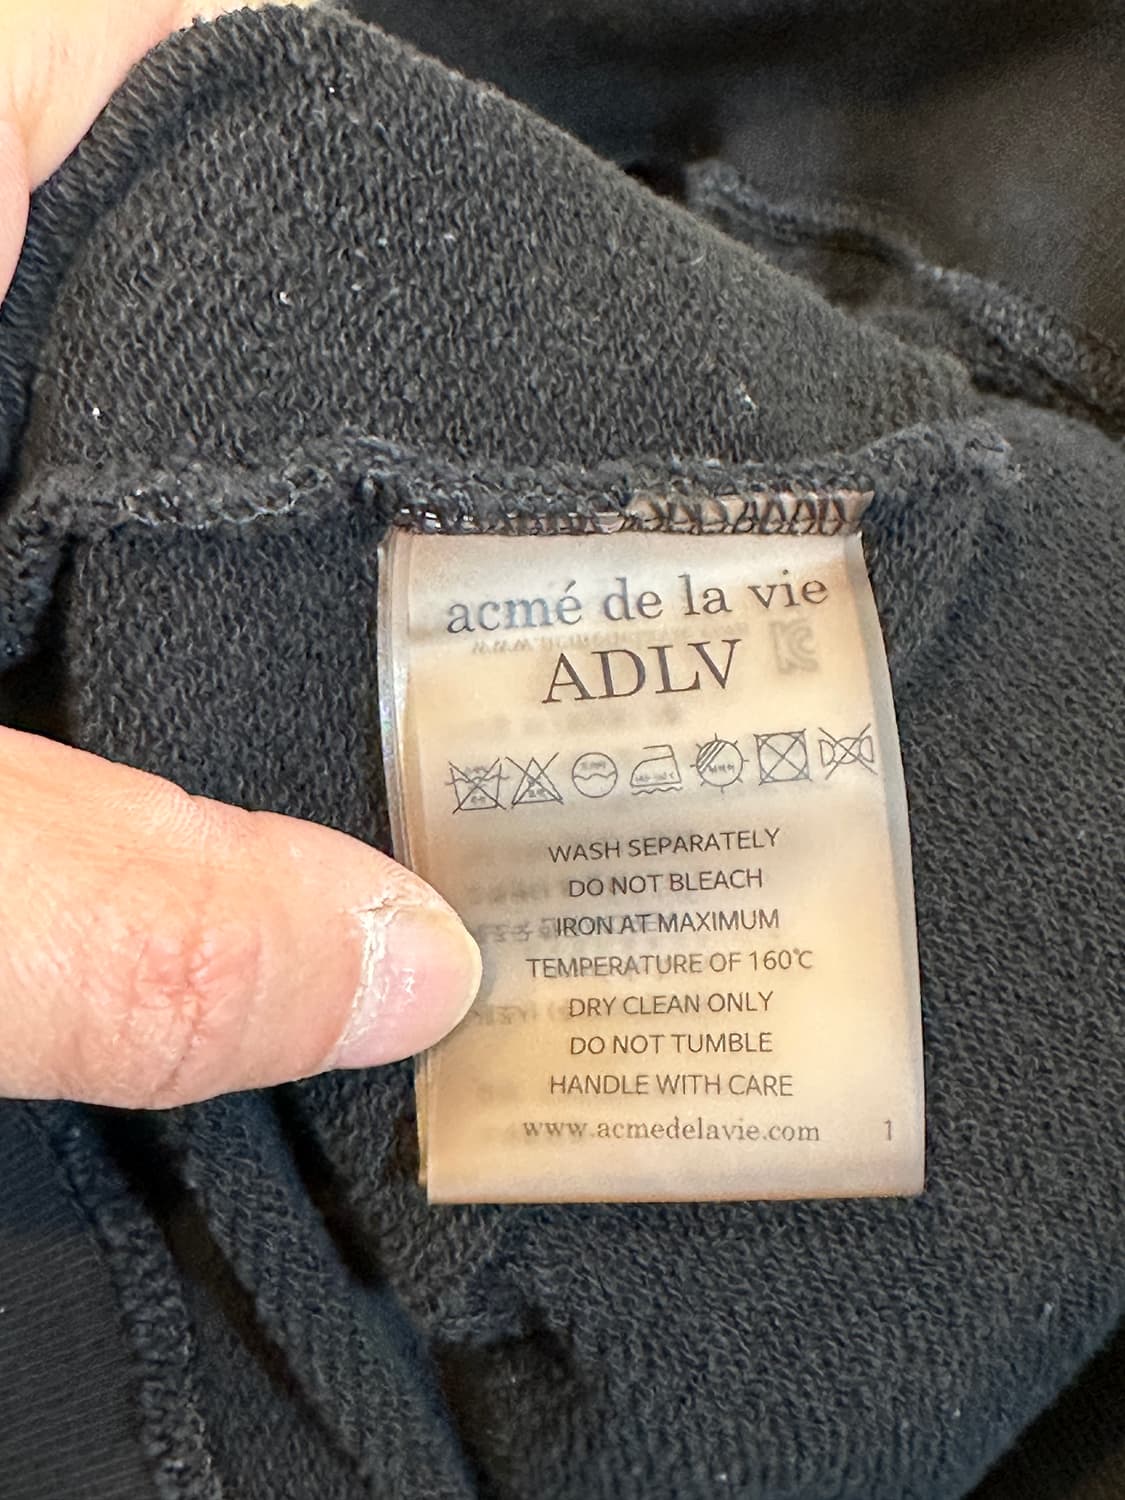 acmé de la vie
ADLV
WASH SEPARATELY
DO NOT BLEACH
IRON AT MAXIMUM
TEMPERATURE OF 160℃
DRY CLEAN ONLY
DO NOT TUMBLE
HANDLE WITH CARE
www.acmedelavie.com 1